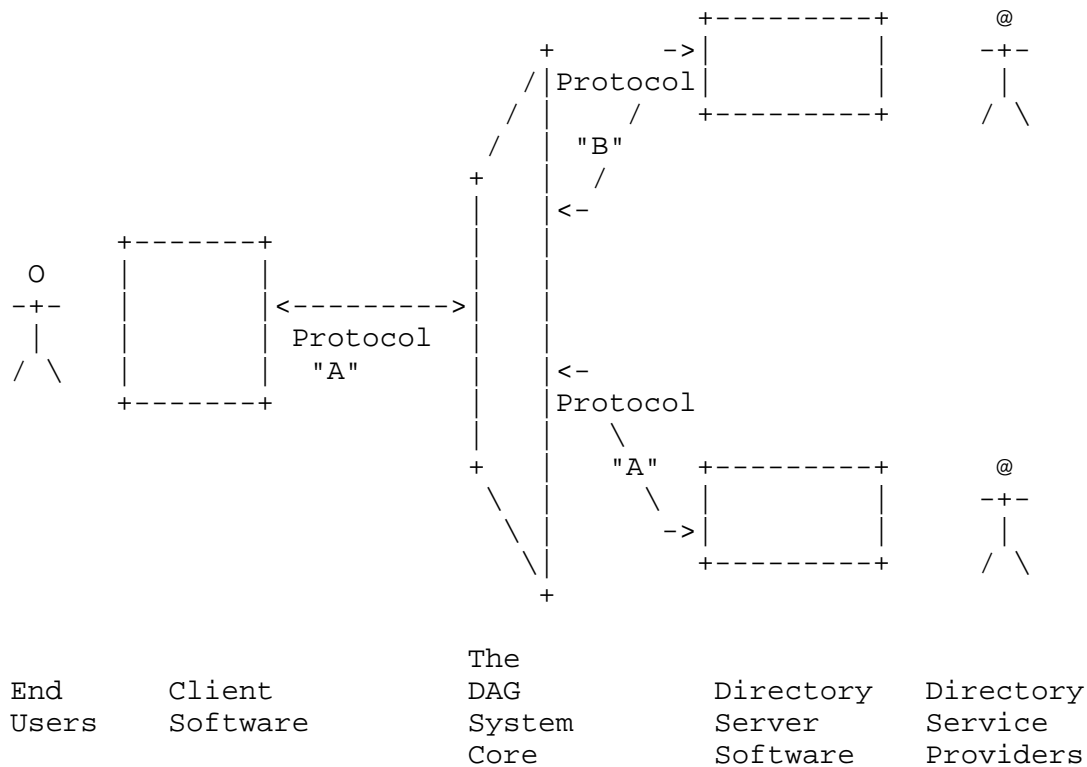 Protocol
"B"
Protocol
"A"
Protocol
"A"
The
End Client DAG Directory Directory
Users Software System Server Service
Core Software Providers